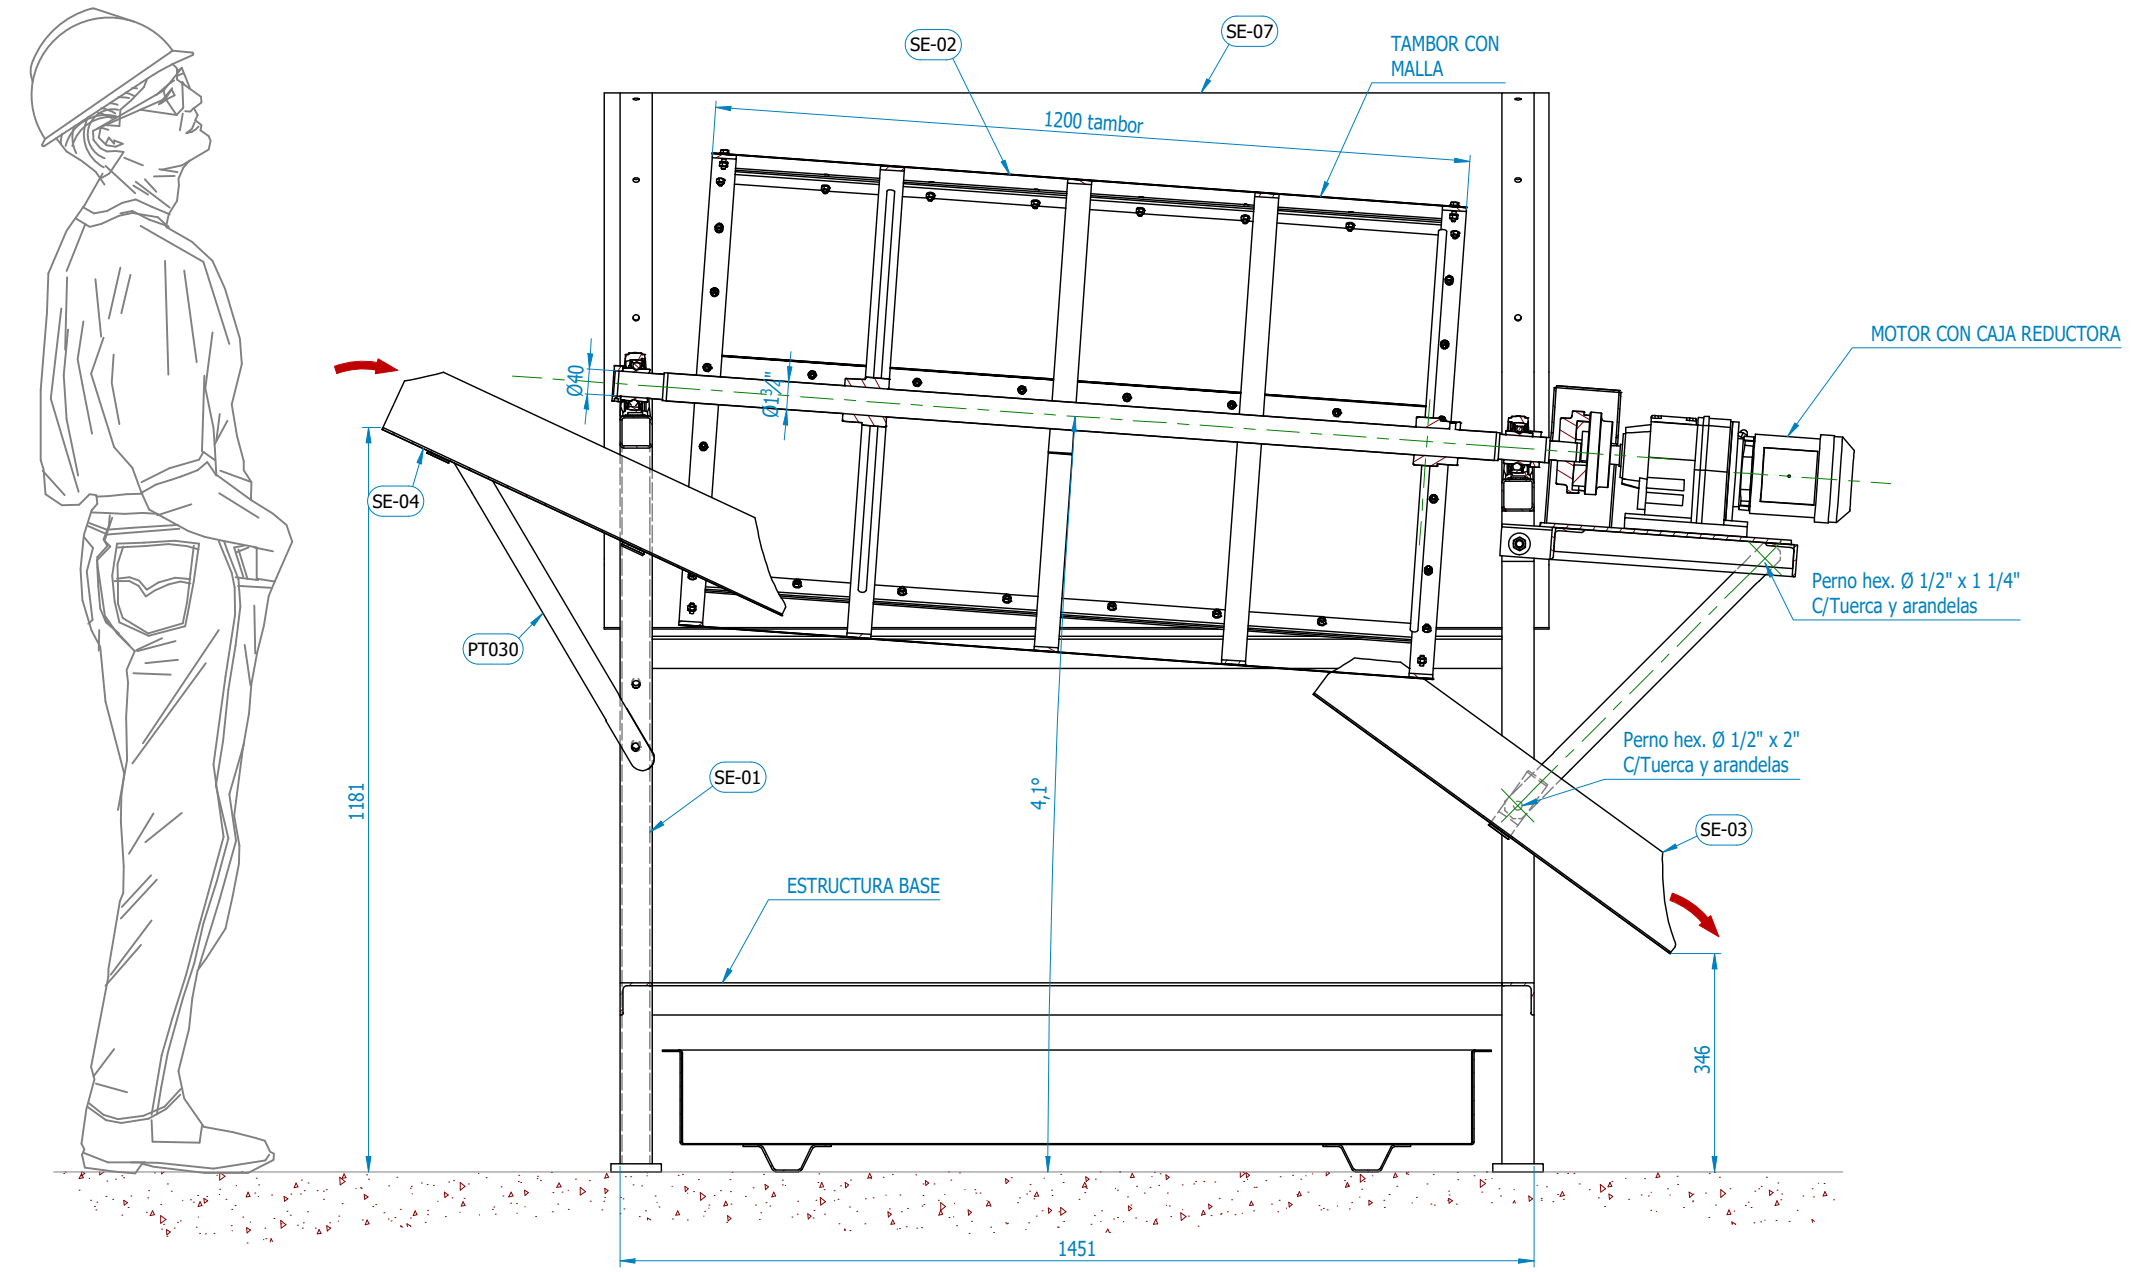 SE-02
SE-07
TAMBOR CON
MALLA
1200 tambor
MOTOR CON CAJA REDUCTORA
Ø40
Ø1¾"
SE-04
Perno hex. Ø 1/2" x 1 1/4"
C/Tuerca y arandelas
PT030
Perno hex. Ø 1/2" x 2"
C/Tuerca y arandelas
SE-01
1181
4,1°
SE-03
ESTRUCTURA BASE
346
1451